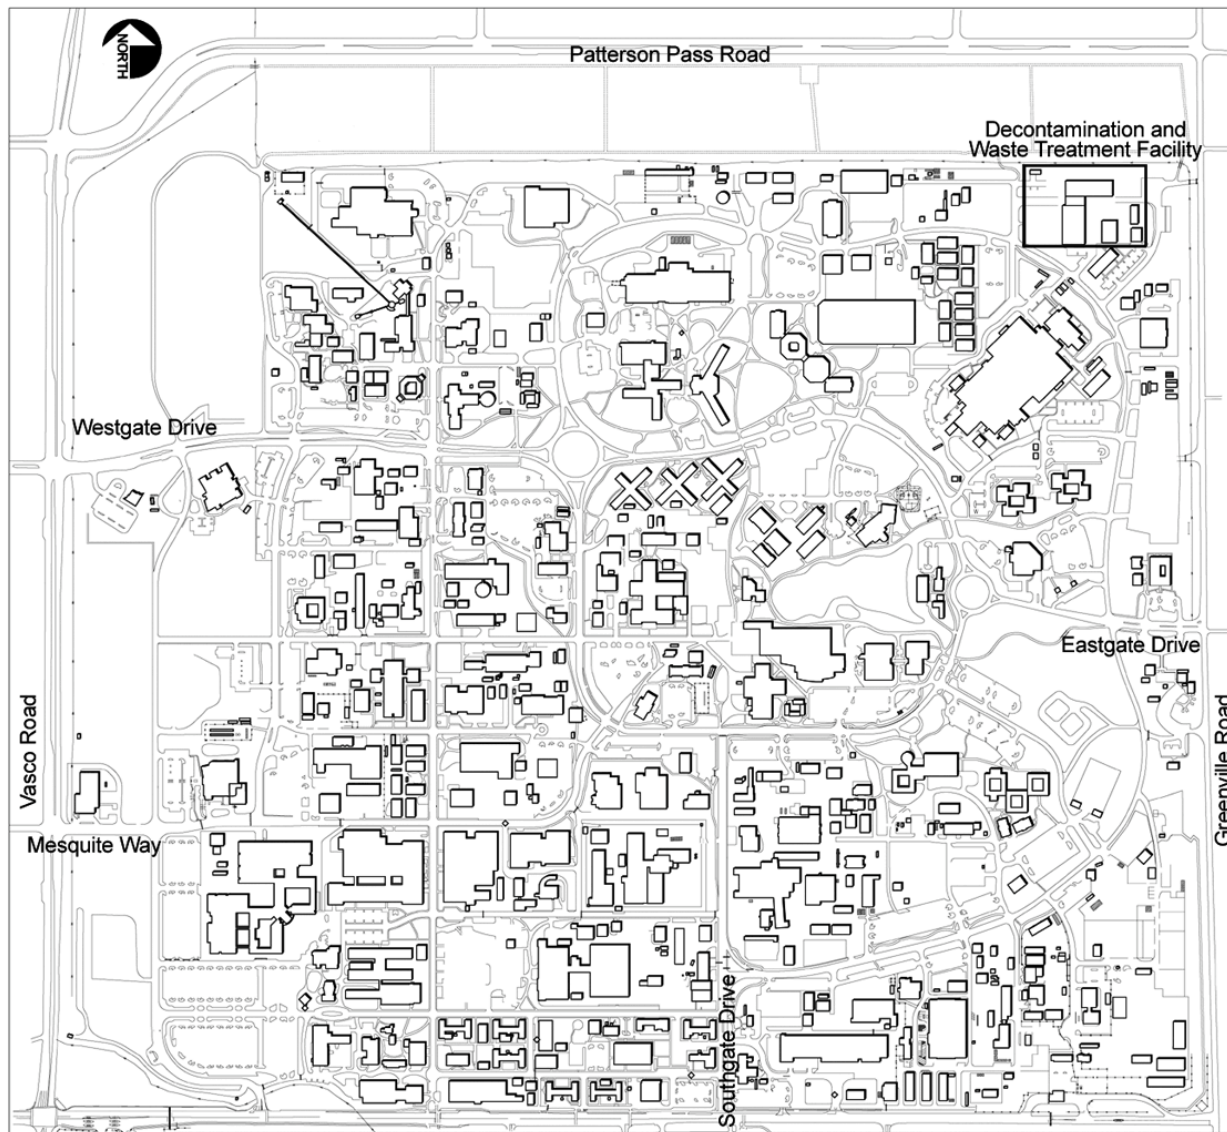 NORTH
Patterson Pass Road
Decontamination and
Waste Treatment Facility
Westgate Drive
Eastgate Drive
Vasco Road
Greenville Road
Mesquite Way
Southgate Drive